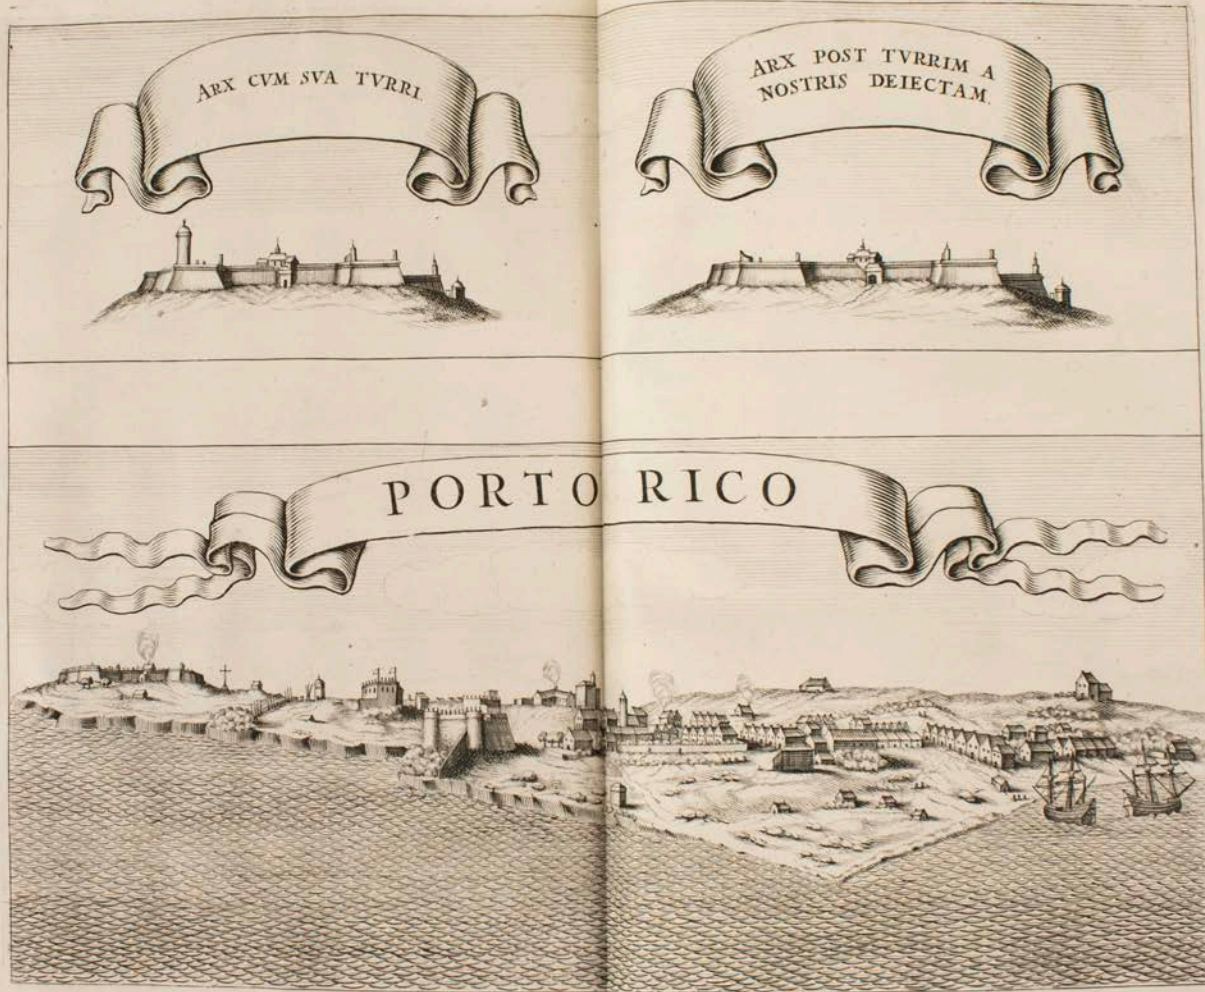 ARX CVM SVA TVRRI.
ARX POST TVRRIM A
NOSTRIS DEIECTAM.
PORTO RICO